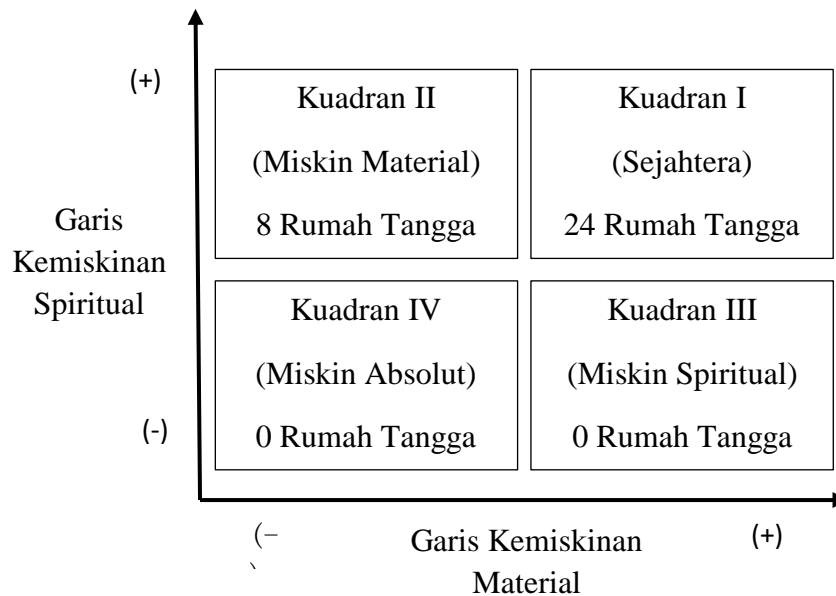 (+)
Kuadran II
(Miskin Material)
8 Rumah Tangga
Kuadran I
(Sejahtera)
24 Rumah Tangga
Garis
Kemiskinan
Spiritual
Kuadran IV
(Miskin Absolut)
0 Rumah Tangga
Kuadran III
(Miskin Spiritual)
0 Rumah Tangga
(-)
(–
Garis Kemiskinan
Material
(+)